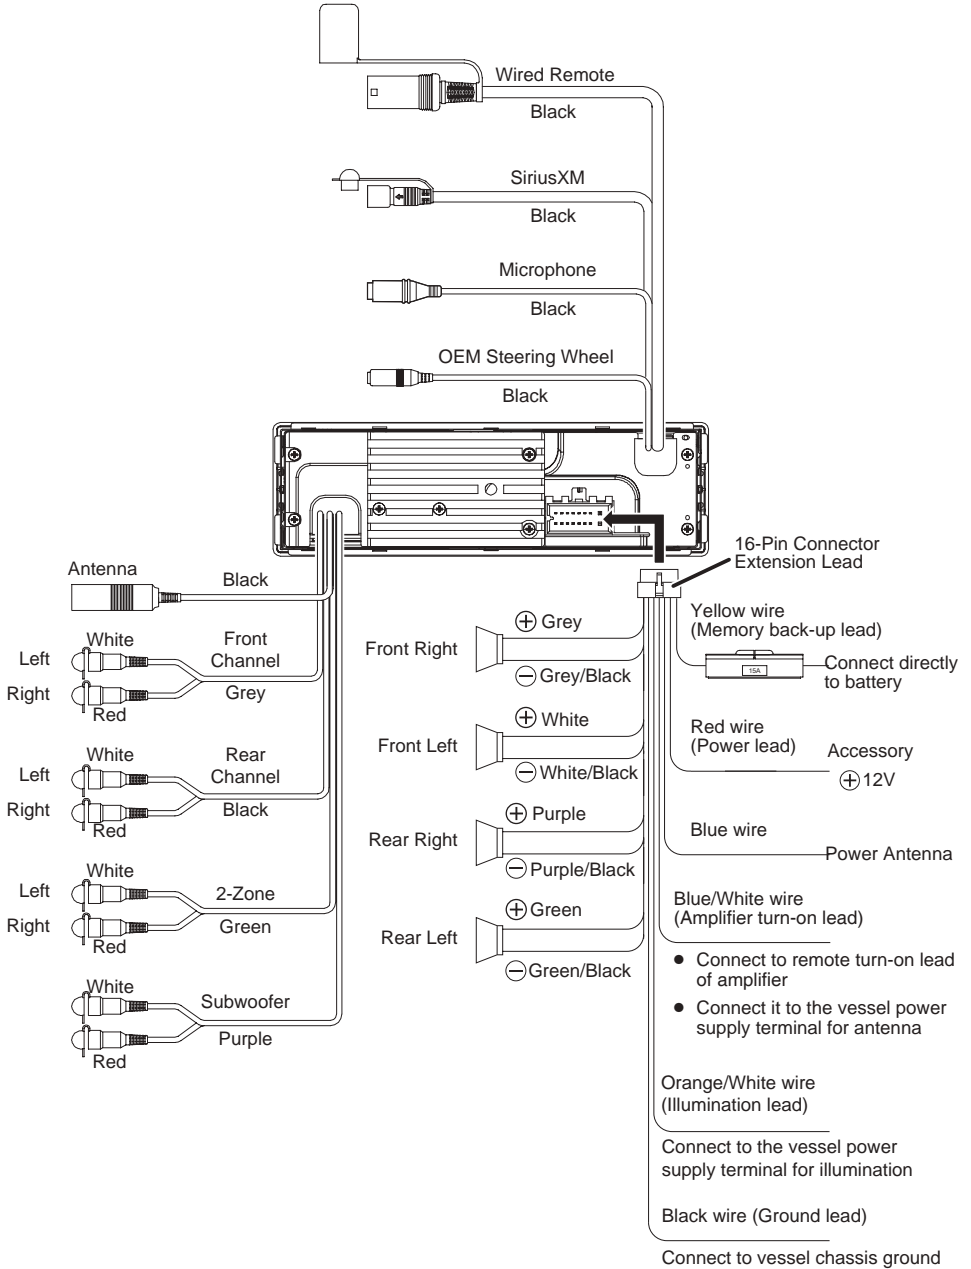 Wired Remote
Black
SiriusXM
Black
Microphone
Black
OEM Steering Wheel
Black
16-Pin Connector
Extension Lead
Antenna
Black
White
Front
Left
Channel
Right
Grey
Red
White
Rear
Left
Channel
Right
Black
Red
White
Left
2-Zone
Right
Green
Red
White
Subwoofer
Purple
Red
Front Right
+ Grey
− Grey/Black
Front Left
+ White
− White/Black
Rear Right
+ Purple
− Purple/Black
Rear Left
+ Green
− Green/Black
Yellow wire
(Memory back-up lead)
15A
Connect directly
to battery
Red wire
(Power lead)
Accessory
+ 12V
Blue wire
Power Antenna
Blue/White wire
(Amplifier turn-on lead)
● Connect to remote turn-on lead
of amplifier
● Connect it to the vessel power
supply terminal for antenna
Orange/White wire
(Illumination lead)
Connect to the vessel power
supply terminal for illumination
Black wire (Ground lead)
Connect to vessel chassis ground